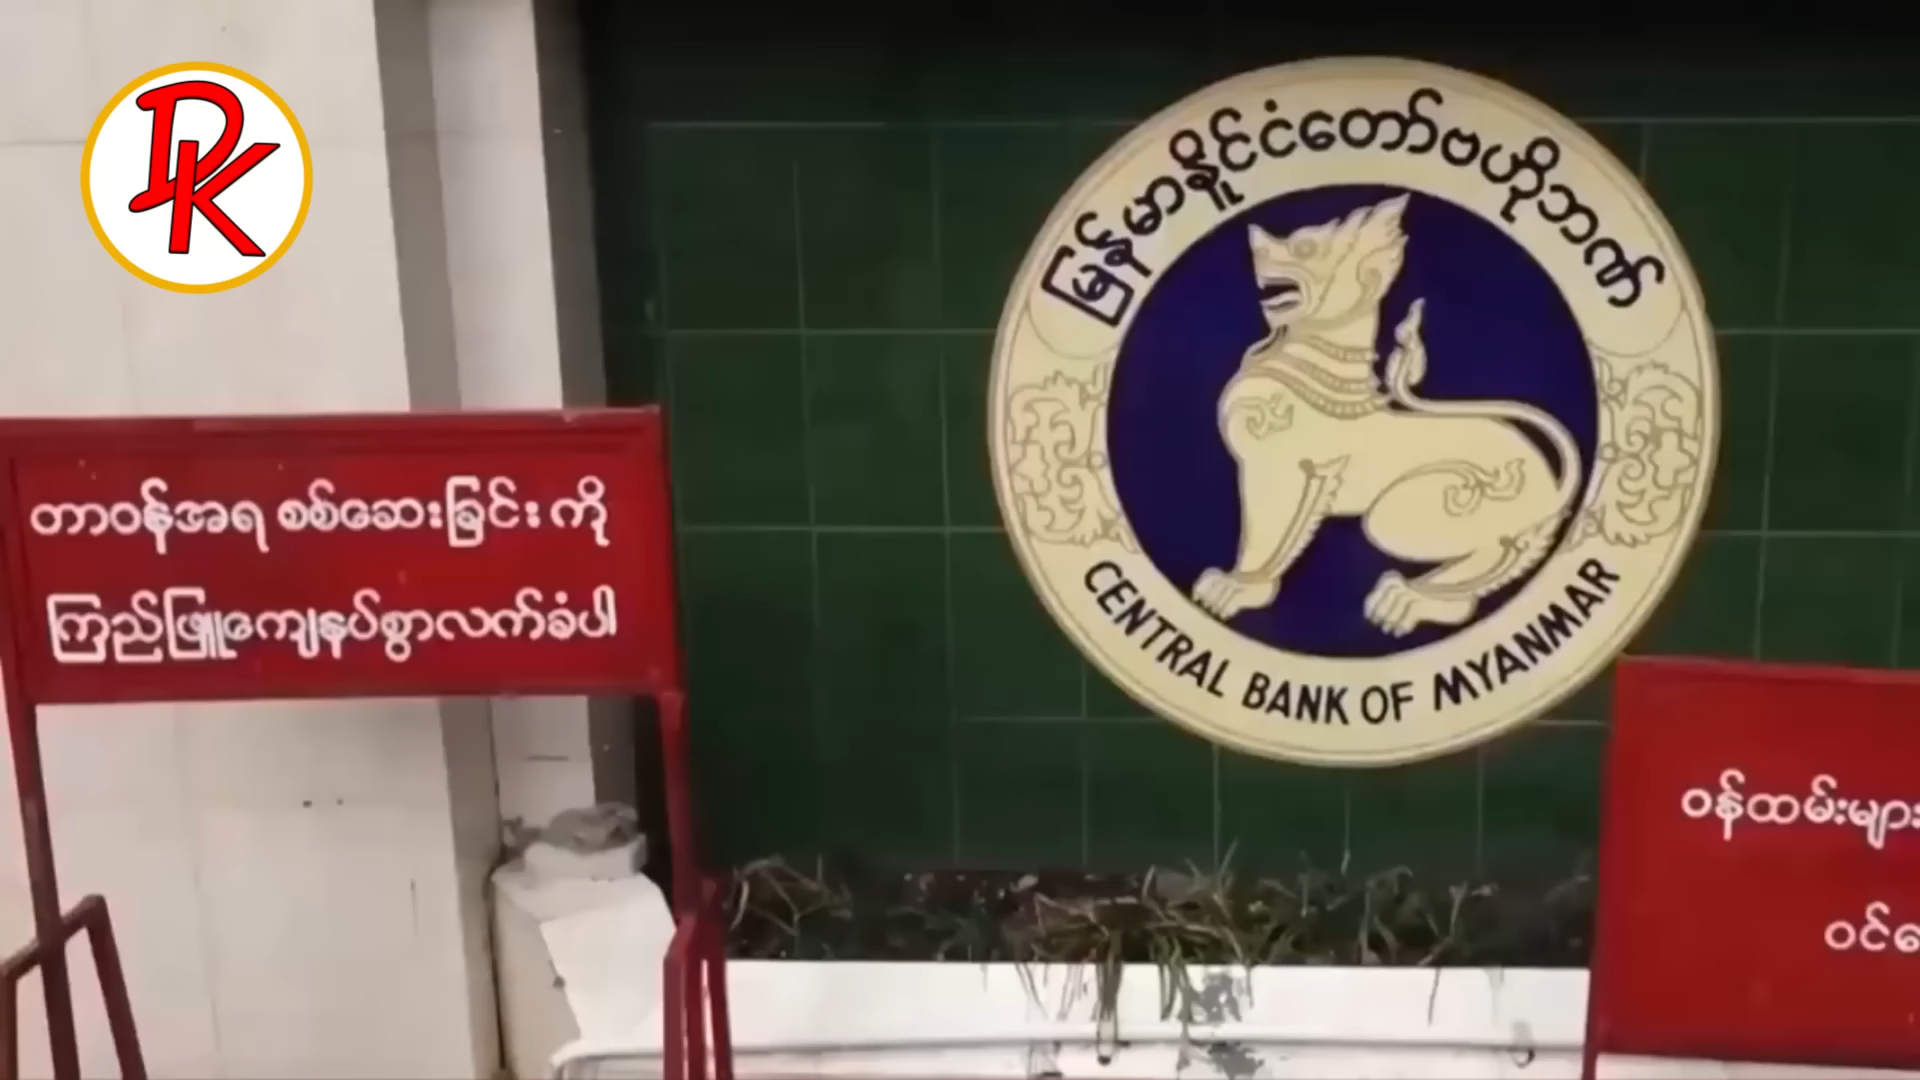 DK
မြန်မာနိုင်ငံတော်ဗဟိုဘဏ်
CENTRAL BANK OF MYANMAR
တာဝန်အရ စစ်ဆေးခြင်းကို
ကြည်ဖြူကျေနပ်စွာလက်ခံပါ
ဝန်ထမ်းများ